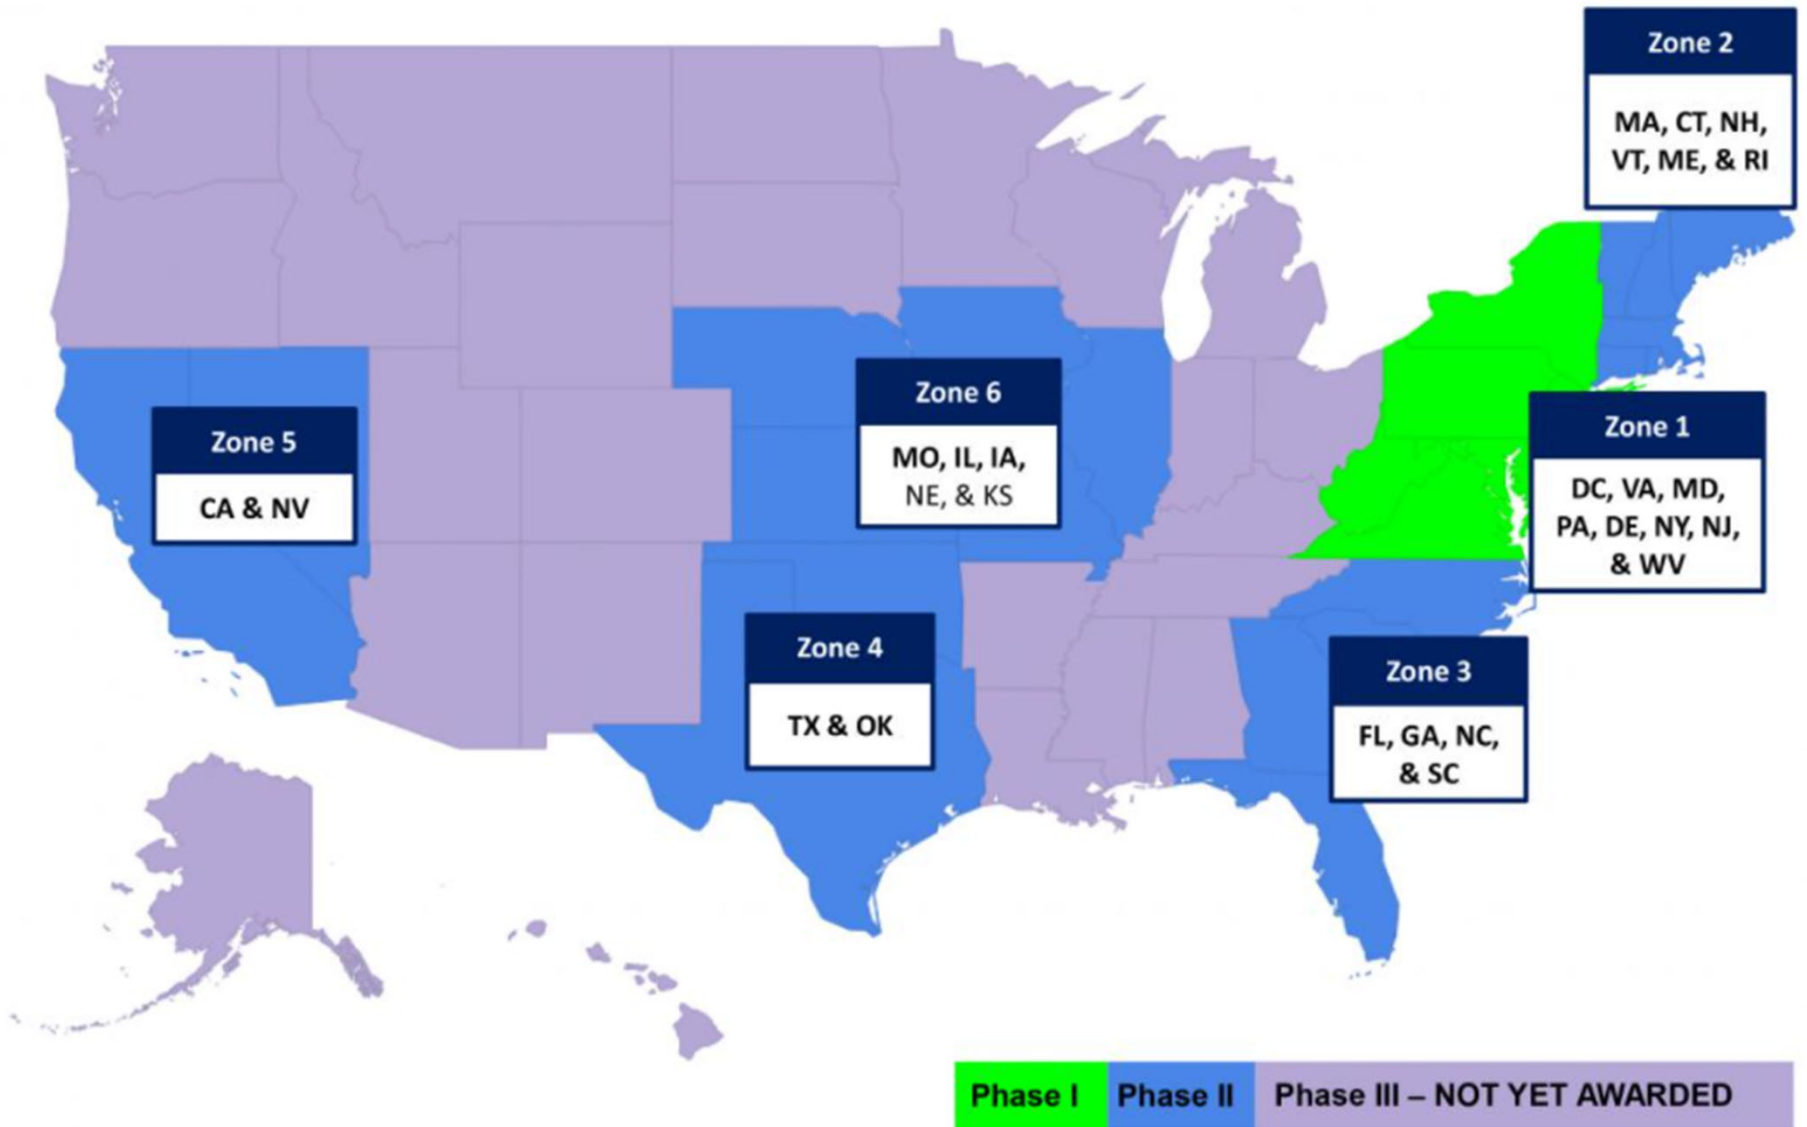 Zone 2
MA, CT, NH,
VT, ME, & RI
Zone 6
MO, IL, IA,
NE, & KS
Zone 5
CA & NV
Zone 1
DC, VA, MD,
PA, DE, NY, NJ,
& WV
Zone 4
TX & OK
Zone 3
FL, GA, NC,
& SC
Phase I
Phase II
Phase III – NOT YET AWARDED